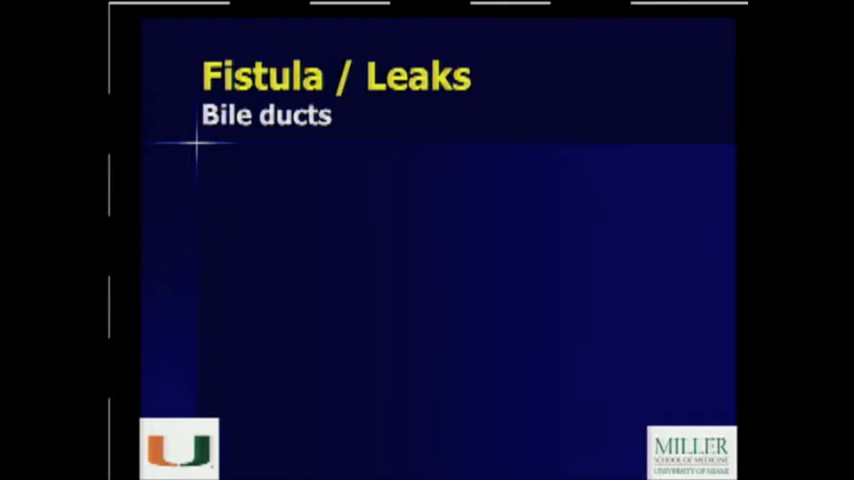 Fistula / Leaks
Bile ducts
U
MILLER
SCHOOL OF MEDICINE
UNIVERSITY OF MIAMI